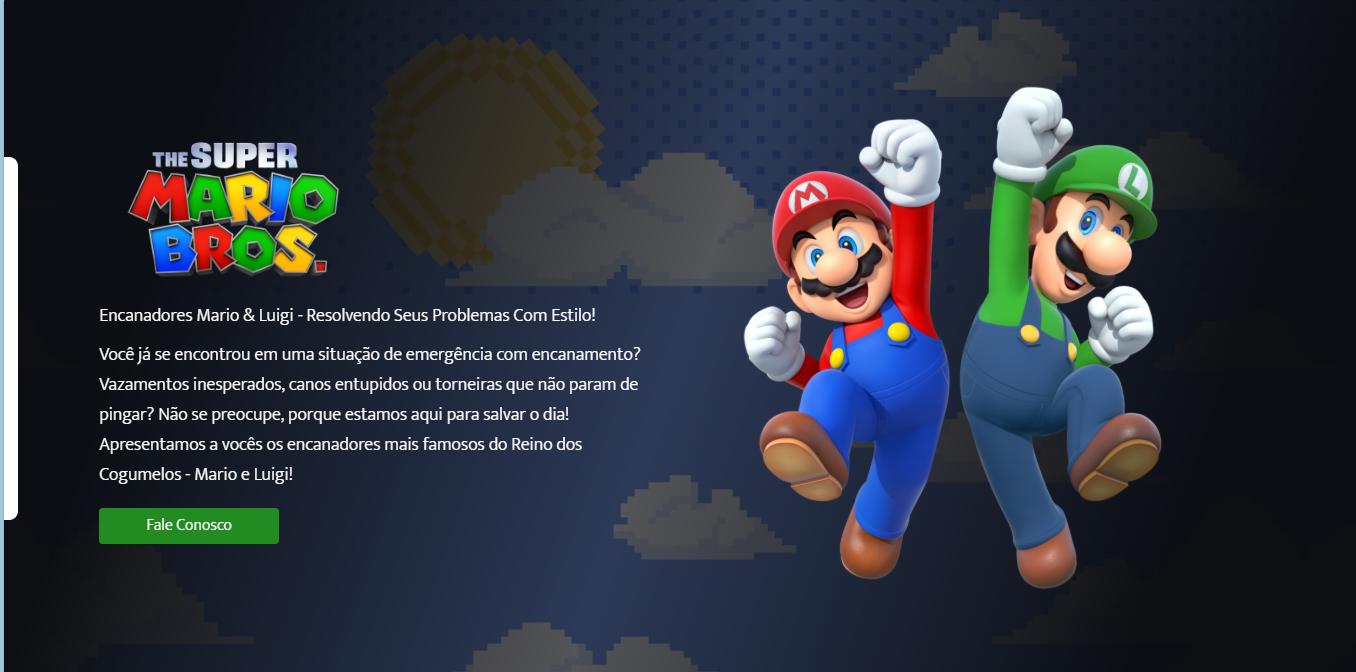 THE SUPER
MARIO
BROS.
M
L
Encanadores Mario & Luigi - Resolvendo Seus Problemas Com Estilo!
Você já se encontrou em uma situação de emergência com encanamento?
Vazamentos inesperados, canos entupidos ou torneiras que não param de
pingar? Não se preocupe, porque estamos aqui para salvar o dia!
Apresentamos a vocês os encanadores mais famosos do Reino dos
Cogumelos - Mario e Luigi!
Fale Conosco